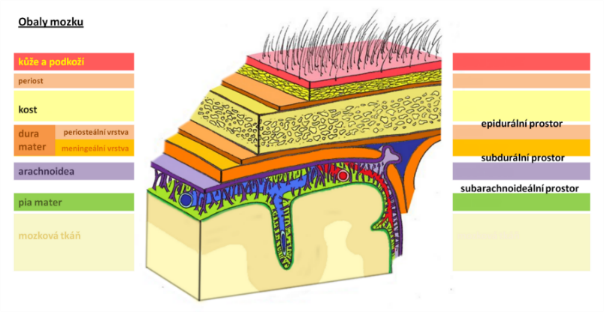 Obaly mozku
kůže a podkoží
periost
kost
dura mater
periosteální vrstva
meningeální vrstva
arachnoidea
pia mater
mozková tkáň
epidurální prostor
subdurální prostor
subarachnoideální prostor